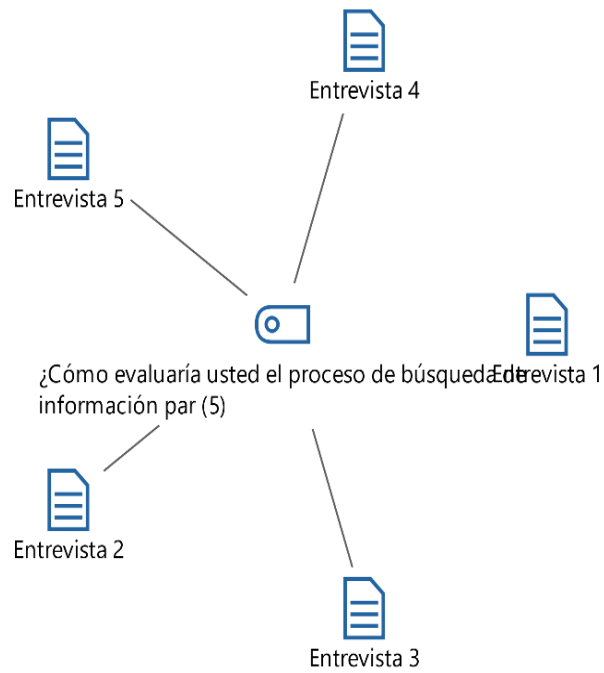 Entrevista 4
Entrevista 5
¿Cómo evaluaría usted el proceso de búsqueda de
información par (5)
Entrevista 1
Entrevista 2
Entrevista 3